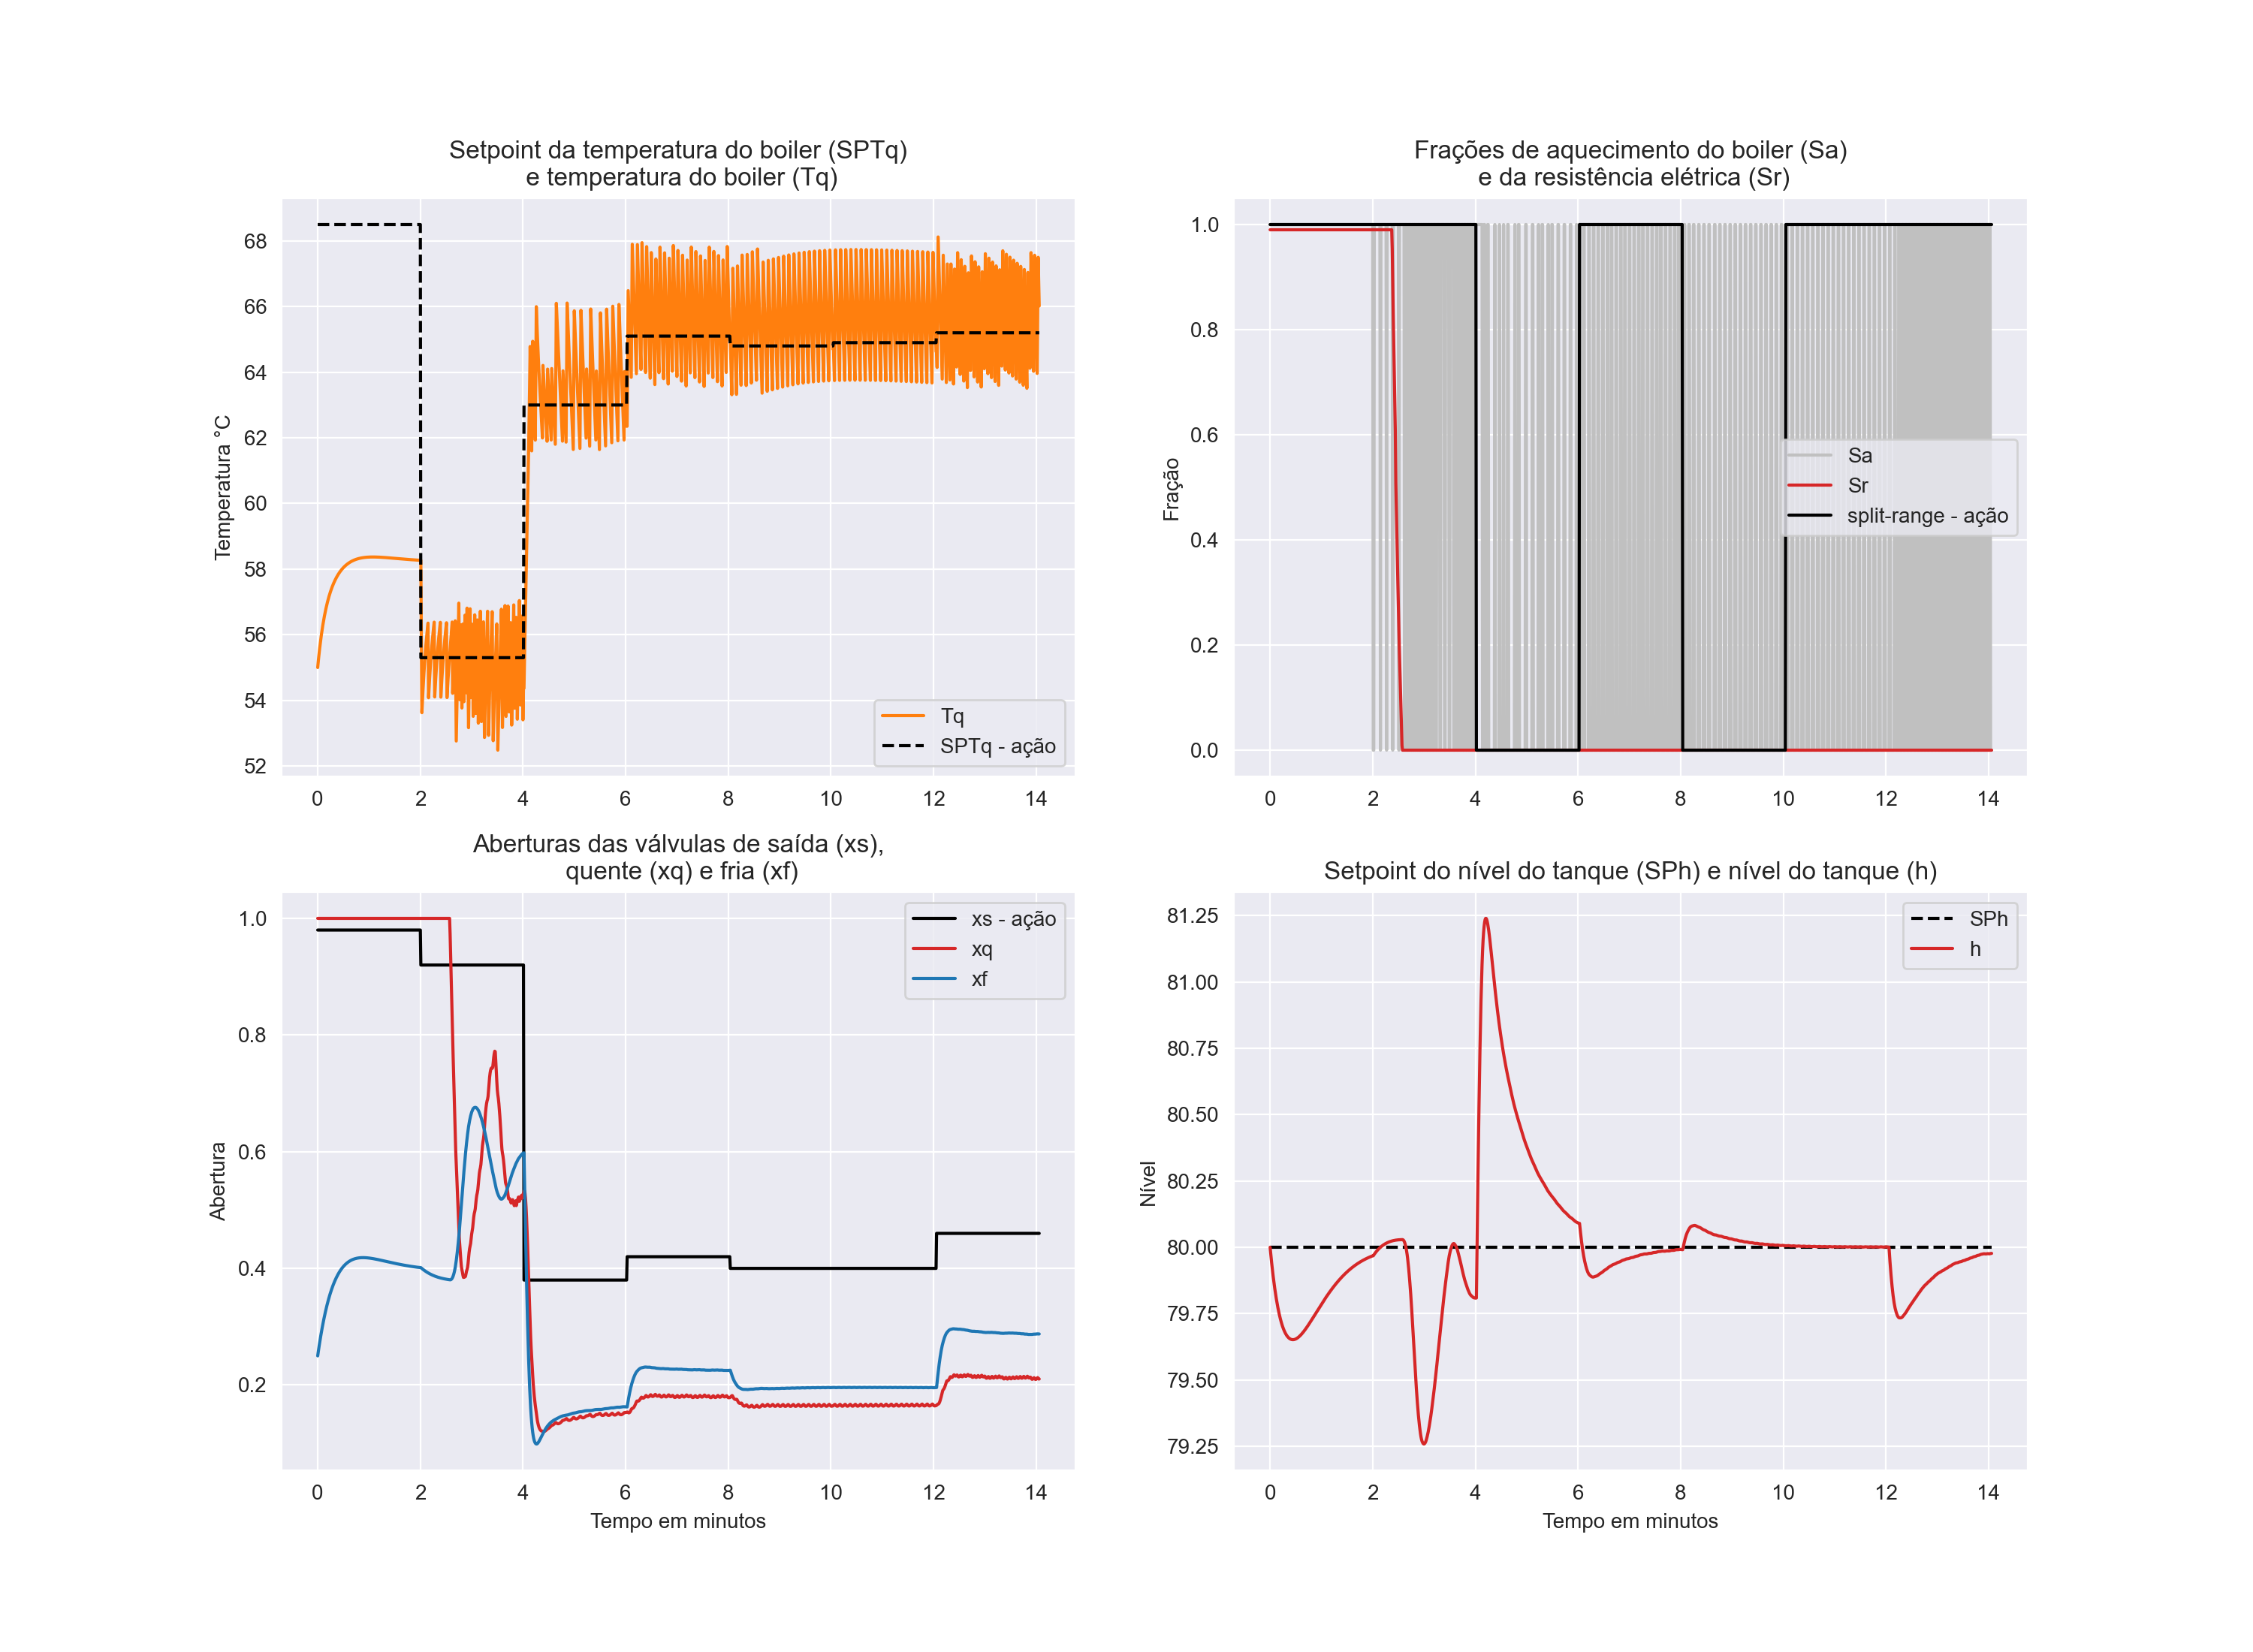 Setpoint da temperatura do boiler (SPTq)
e temperatura do boiler (Tq)
Temperatura °C
68
66
64
62
60
58
56
54
52
0 2 4 6 8 10 12 14
Tq
SPTq - ação
Frações de aquecimento do boiler (Sa)
e da resistência elétrica (Sr)
Fração
1.0
0.8
0.6
0.4
0.2
0.0
0 2 4 6 8 10 12 14
Sa
Sr
split-range - ação
Aberturas das válvulas de saída (xs),
quente (xq) e fria (xf)
Abertura
1.0
0.8
0.6
0.4
0.2
0 2 4 6 8 10 12 14
Tempo em minutos
xs - ação
xq
xf
Setpoint do nível do tanque (SPh) e nível do tanque (h)
Nível
81.25
81.00
80.75
80.50
80.25
80.00
79.75
79.50
79.25
0 2 4 6 8 10 12 14
Tempo em minutos
SPh
h